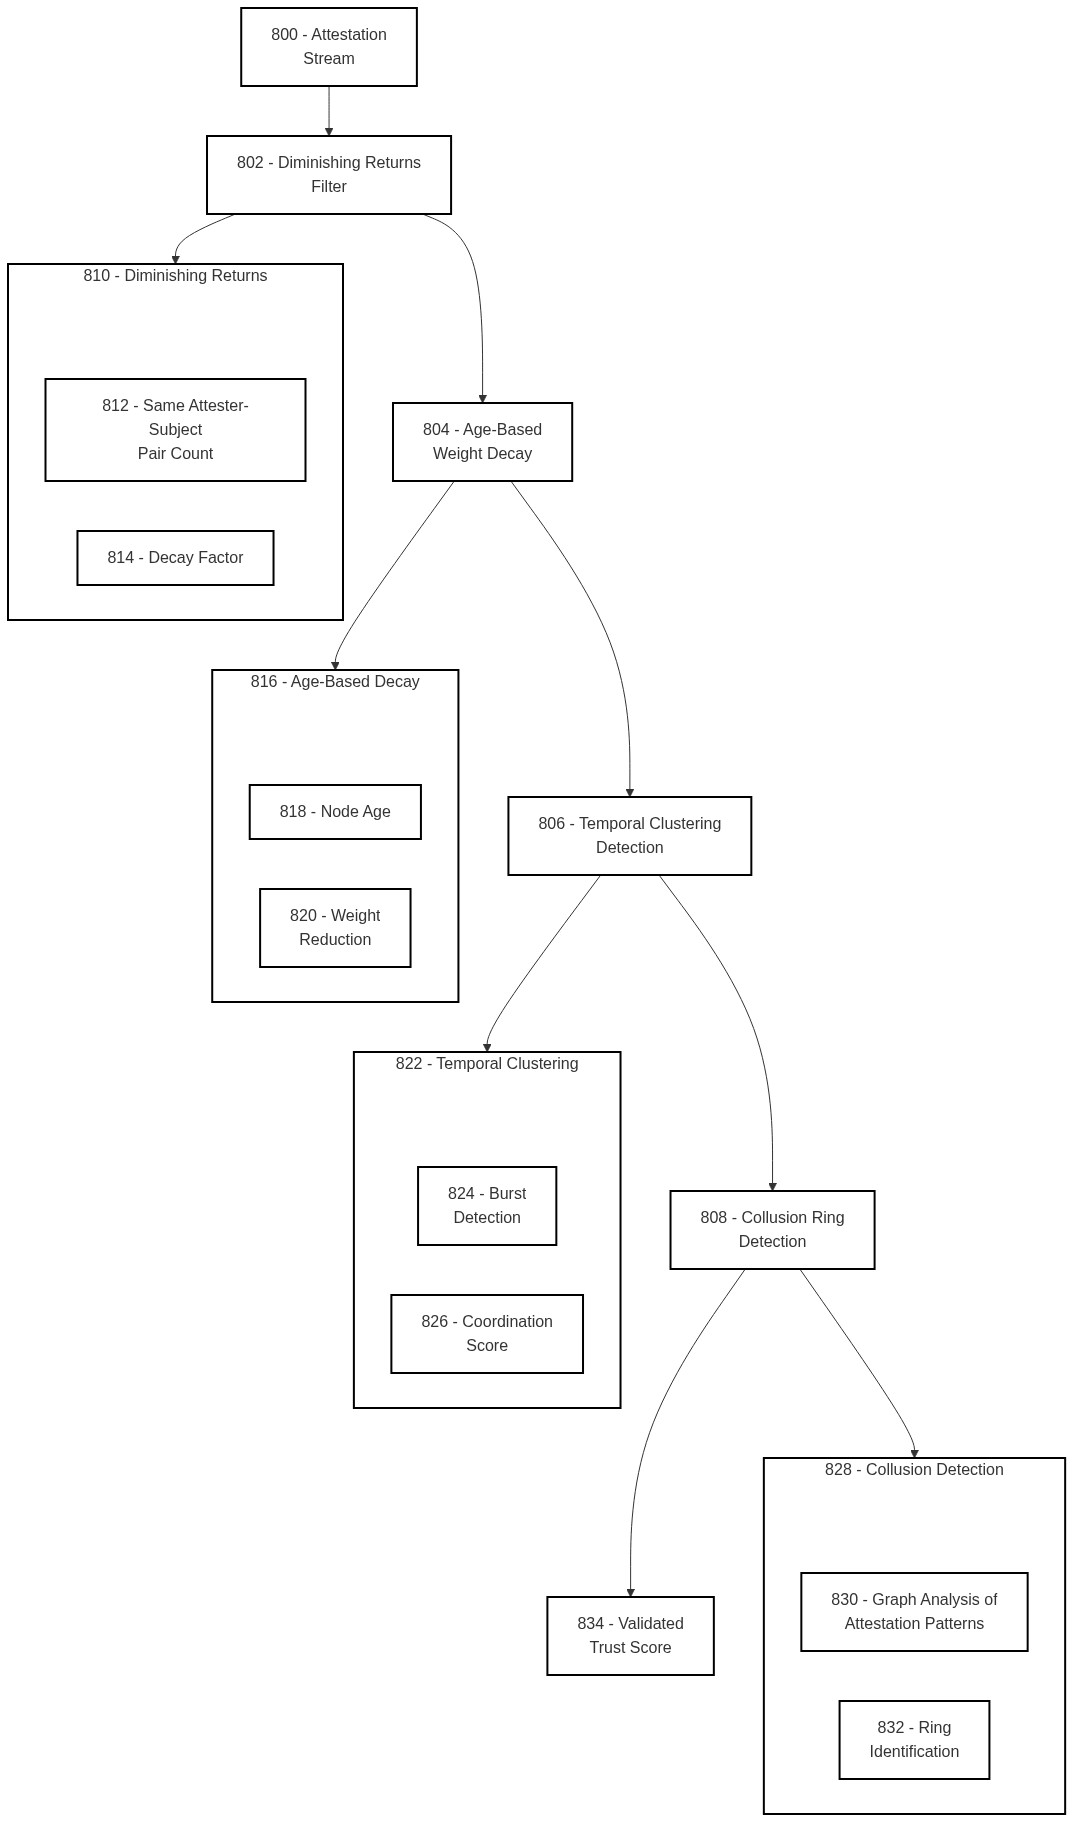 800 - Attestation
Stream
802 - Diminishing Returns
Filter
810 - Diminishing Returns
812 - Same Attester-
Subject
Pair Count
814 - Decay Factor
804 - Age-Based
Weight Decay
816 - Age-Based Decay
818 - Node Age
820 - Weight
Reduction
806 - Temporal Clustering
Detection
822 - Temporal Clustering
824 - Burst
Detection
826 - Coordination
Score
808 - Collusion Ring
Detection
828 - Collusion Detection
830 - Graph Analysis of
Attestation Patterns
832 - Ring
Identification
834 - Validated
Trust Score